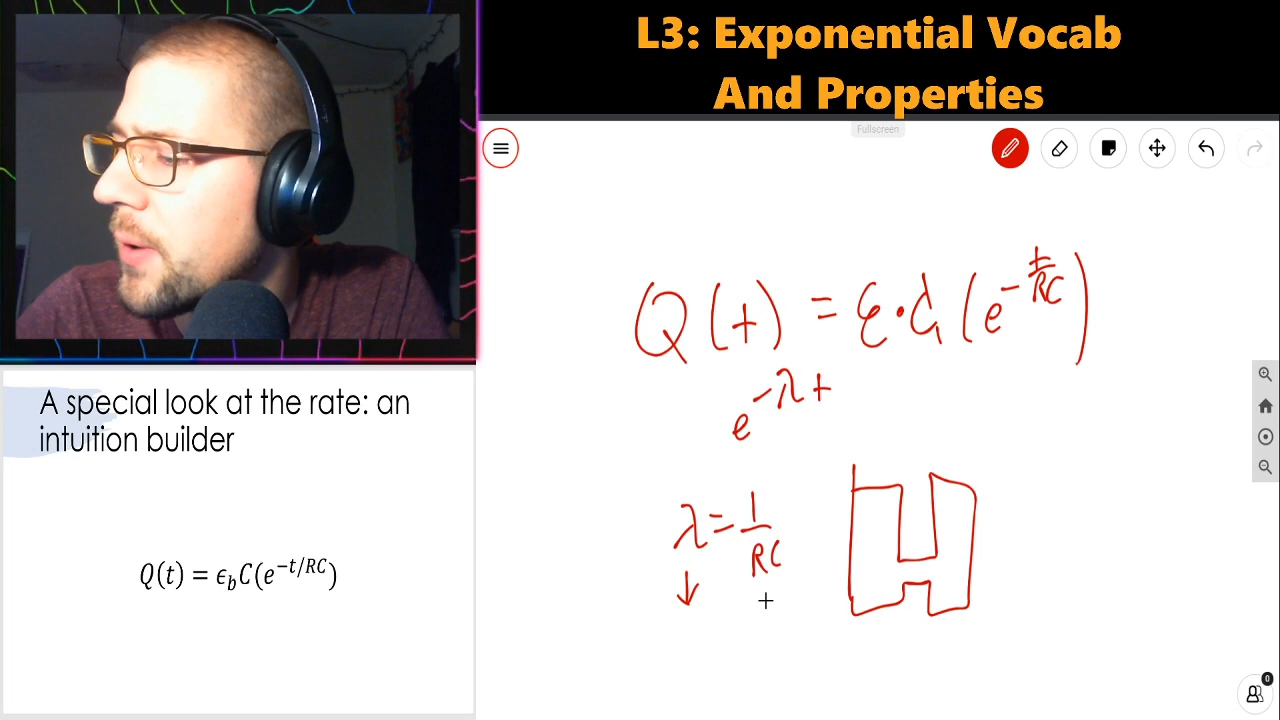 L3: Exponential Vocab
And Properties
Fullscreen
Q(t) = ε·C(e^-t/RC)
e^-λt
λ=1/RC
↓
0
A special look at the rate: an
intuition builder
Q(t) = ϵ_bC(e^−t/RC)